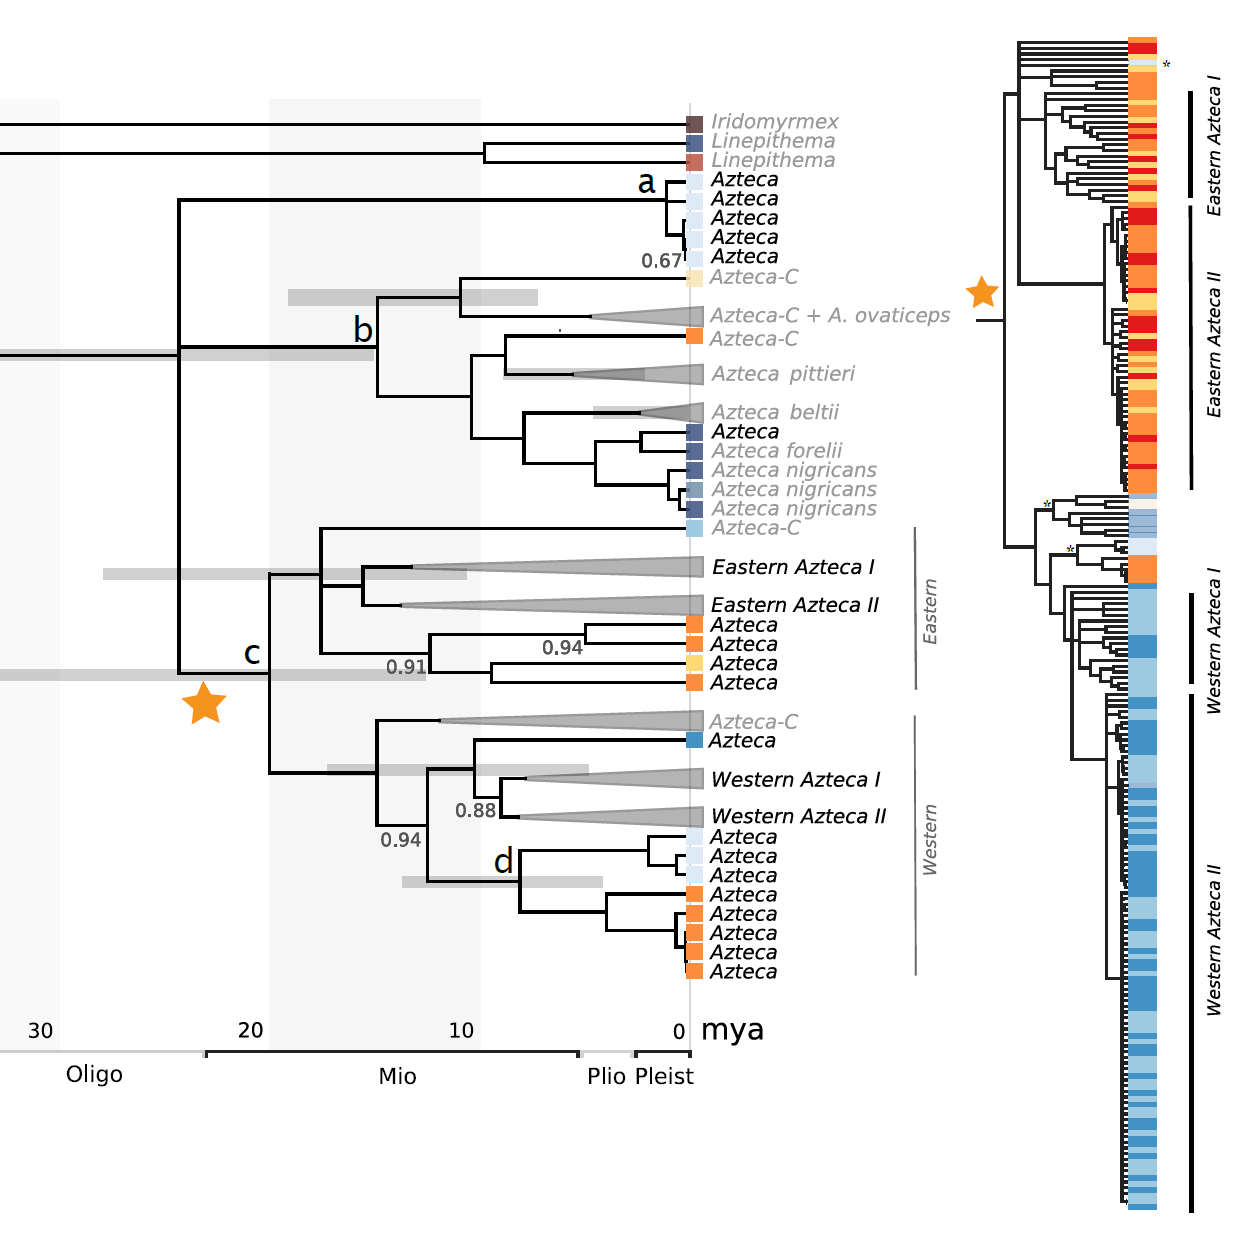 Iridomyrmex
Linepithema
Linepithema
a
Azteca
Azteca
Azteca
Azteca
Azteca
0.67
Azteca-C
Azteca-C + A. ovaticeps
b
Azteca-C
Azteca pittieri
Azteca beltii
Azteca
Azteca forelii
Azteca nigricans
Azteca nigricans
Azteca nigricans
Azteca-C
Eastern Azteca I
Eastern Azteca II
Azteca
0.94
Azteca
c
0.91
Azteca
Azteca
Eastern
Azteca-C
Azteca
Western Azteca I
0.88
Western Azteca II
0.94
Azteca
d
Azteca
Azteca
Azteca
Azteca
Azteca
Azteca
Azteca
Western
30 20 10 0 mya
Oligo Mio Plio Pleist
*
Eastern Azteca I
Eastern Azteca II
*
*
Western Azteca I
Western Azteca II